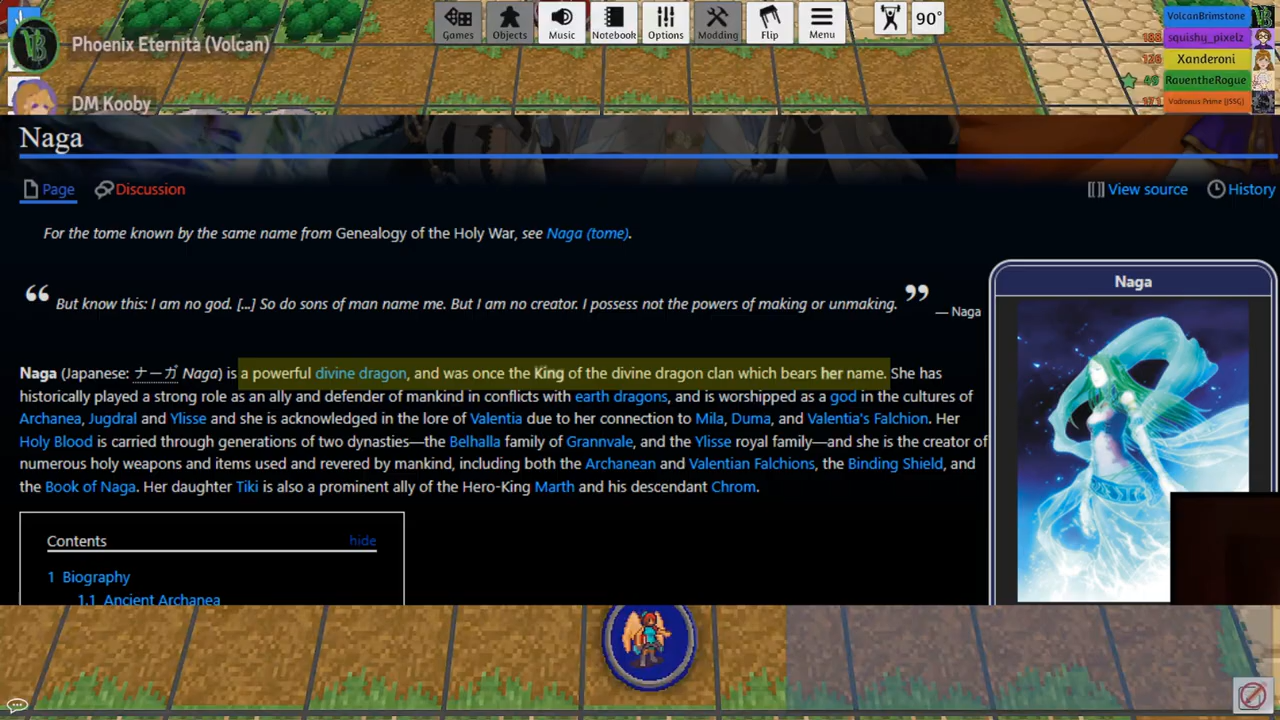 Games
Objects
Music
Notebook
Options
Modding
Flip
Menu
90°
VolcanBrimstone
188 squishy_pixelz
Xanderoni
RaventheRogue
171 Vadronus Prime (JSSG)
Phoenix Eternità (Volcan)
DM Kooby
Naga
Page
Discussion
View source
History
For the tome known by the same name from Genealogy of the Holy War, see Naga (tome).
“ But know this: I am no god. [...] So do sons of man name me. But I am no creator. I possess not the powers of making or unmaking. ”
— Naga
Naga (Japanese: ナーガ Naga) is a powerful divine dragon, and was once the King of the divine dragon clan which bears her name. She has
historically played a strong role as an ally and defender of mankind in conflicts with earth dragons, and is worshipped as a god in the cultures of
Archanea, Jugdral and Ylisse and she is acknowledged in the lore of Valentia due to her connection to Mila, Duma, and Valentia's Falchion. Her
Holy Blood is carried through generations of two dynasties—the Belhalla family of Grannvale, and the Ylisse royal family—and she is the creator of
numerous holy weapons and items used and revered by mankind, including both the Archanean and Valentian Falchions, the Binding Shield, and
the Book of Naga. Her daughter Tiki is also a prominent ally of the Hero-King Marth and his descendant Chrom.
Naga
Contents
hide
1 Biography
1.1 Ancient Archanea